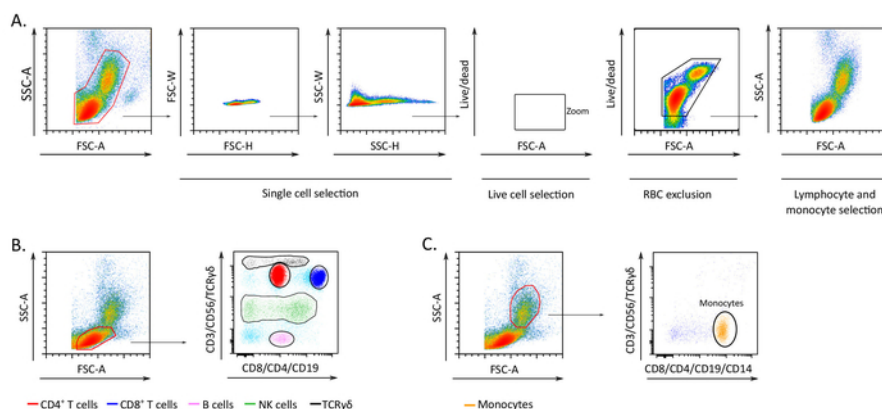 A.
SSC-A
FSC-A
FSC-W
FSC-H
SSC-W
SSC-H
Live/dead
Zoom
FSC-A
Live/dead
FSC-A
SSC-A
FSC-A
Single cell selection
Live cell selection
RBC exclusion
Lymphocyte and
monocyte selection
B.
SSC-A
FSC-A
CD3/CD56/TCRγδ
CD8/CD4/CD19
CD4⁺ T cells
CD8⁺ T cells
B cells
NK cells
TCRγδ
C.
SSC-A
FSC-A
CD3/CD56/TCRγδ
Monocytes
CD8/CD4/CD19/CD14
Monocytes